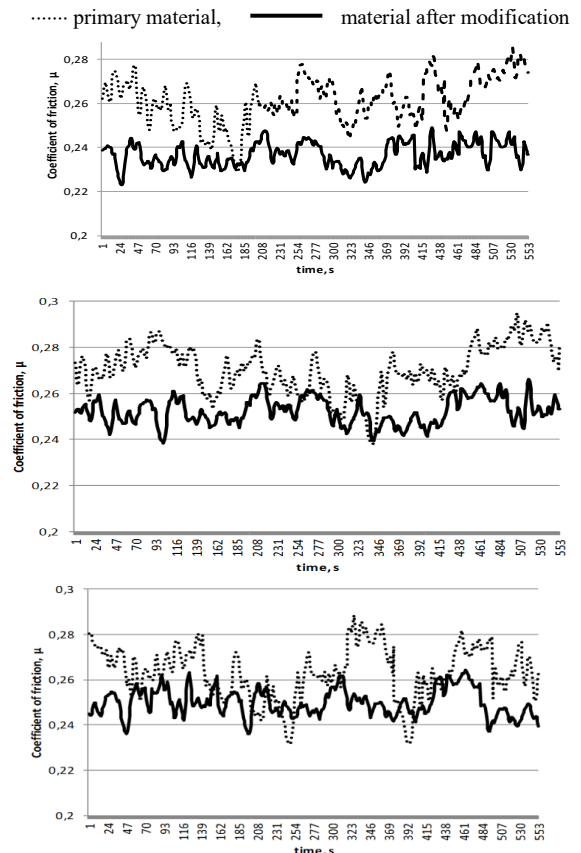 primary material, material after modification
Coefficient of friction, μ
0,28
0,26
0,24
0,22
0,2
1 24 47 70 93 116 139 162 185 208 231 254 277 300 323 346 369 392 415 438 461 484 507 530 553
time, s
Coefficient of friction, μ
0,3
0,28
0,26
0,24
0,22
0,2
1 24 47 70 93 116 139 162 185 208 231 254 277 300 323 346 369 392 415 438 461 484 507 530 553
time, s
Coefficient of friction, μ
0,3
0,28
0,26
0,24
0,22
0,2
1 24 47 70 93 116 139 162 185 208 231 254 277 300 323 346 369 392 415 438 461 484 507 530 553
time, s